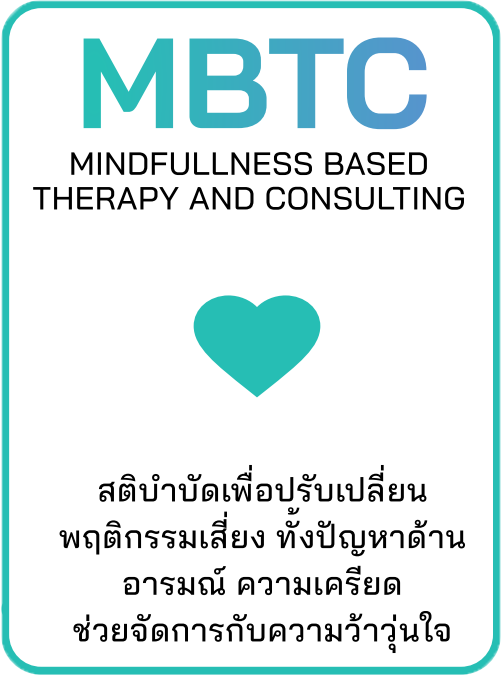 MBTC
MINDFULLNESS BASED
THERAPY AND CONSULTING
สติบำบัดเพื่อปรับเปลี่ยน
พฤติกรรมเสี่ยง ทั้งปัญหาด้าน
อารมณ์ ความเครียด
ช่วยจัดการกับความว้าวุ่นใจ